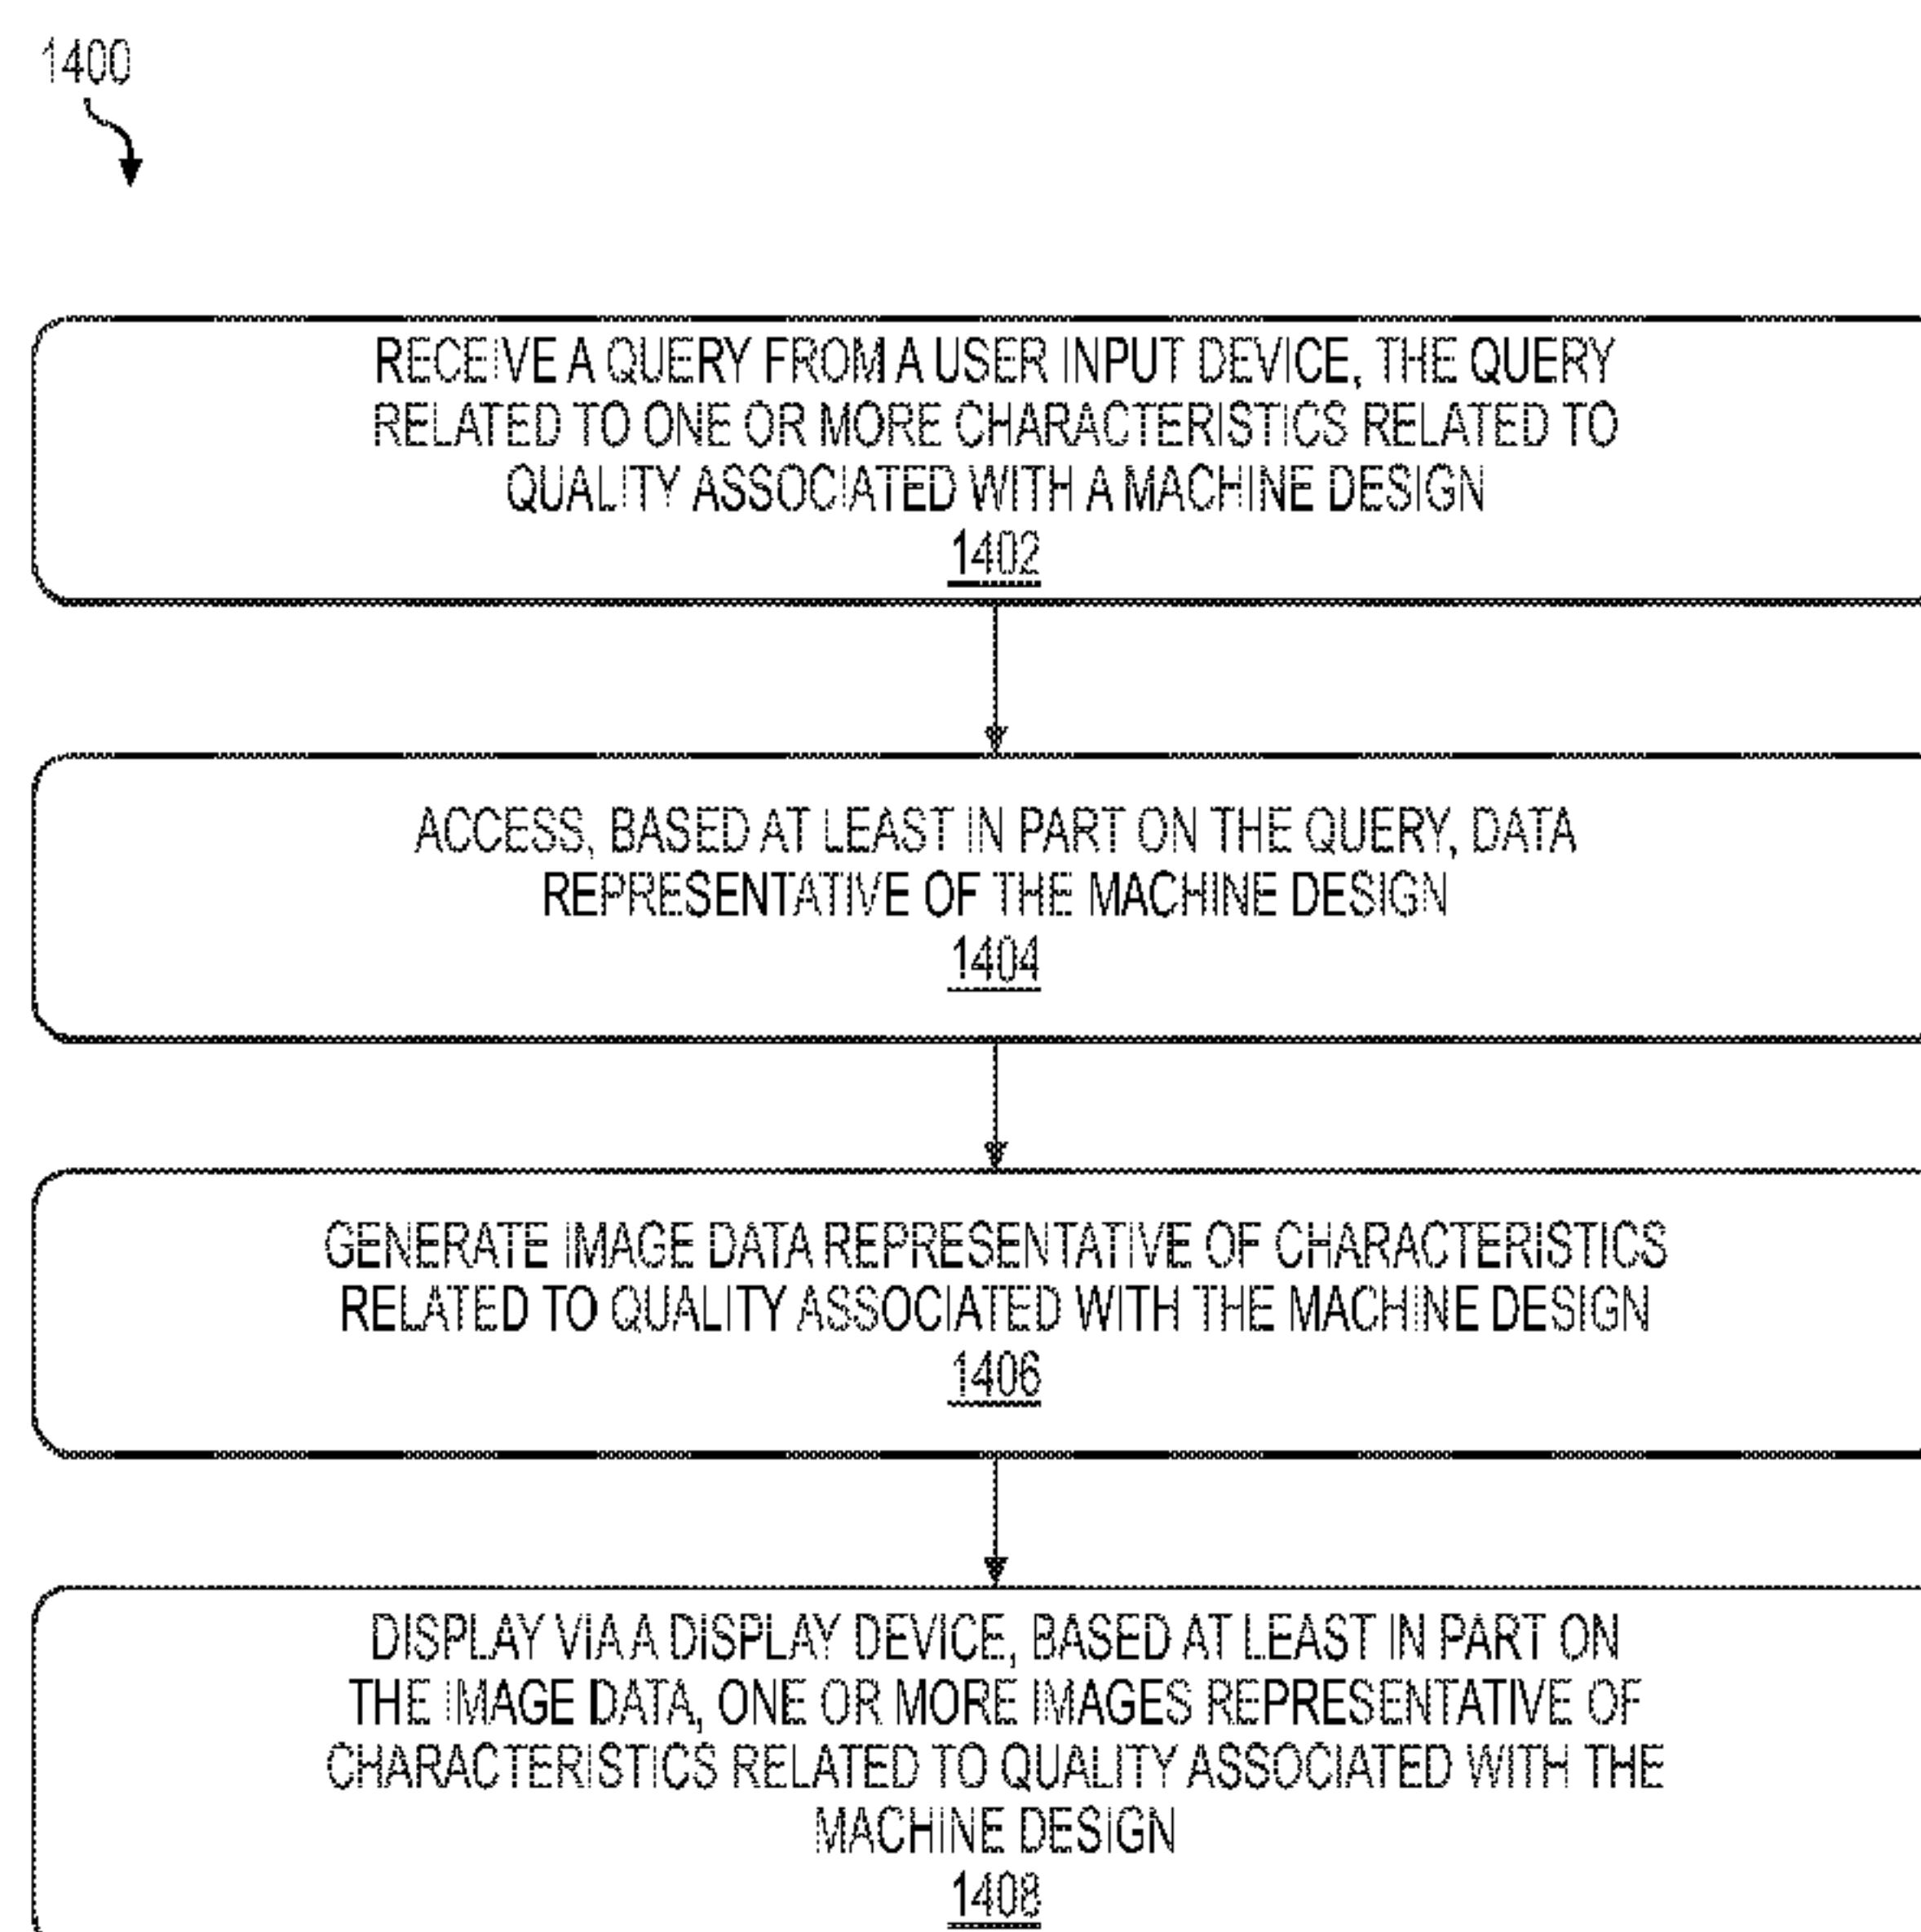 1400
RECEIVE A QUERY FROM A USER INPUT DEVICE, THE QUERY
RELATED TO ONE OR MORE CHARACTERISTICS RELATED TO
QUALITY ASSOCIATED WITH A MACHINE DESIGN
1402
ACCESS, BASED AT LEAST IN PART ON THE QUERY, DATA
REPRESENTATIVE OF THE MACHINE DESIGN
1404
GENERATE IMAGE DATA REPRESENTATIVE OF CHARACTERISTICS
RELATED TO QUALITY ASSOCIATED WITH THE MACHINE DESIGN
1406
DISPLAY VIA A DISPLAY DEVICE, BASED AT LEAST IN PART ON
THE IMAGE DATA, ONE OR MORE IMAGES REPRESENTATIVE OF
CHARACTERISTICS RELATED TO QUALITY ASSOCIATED WITH THE
MACHINE DESIGN
1408